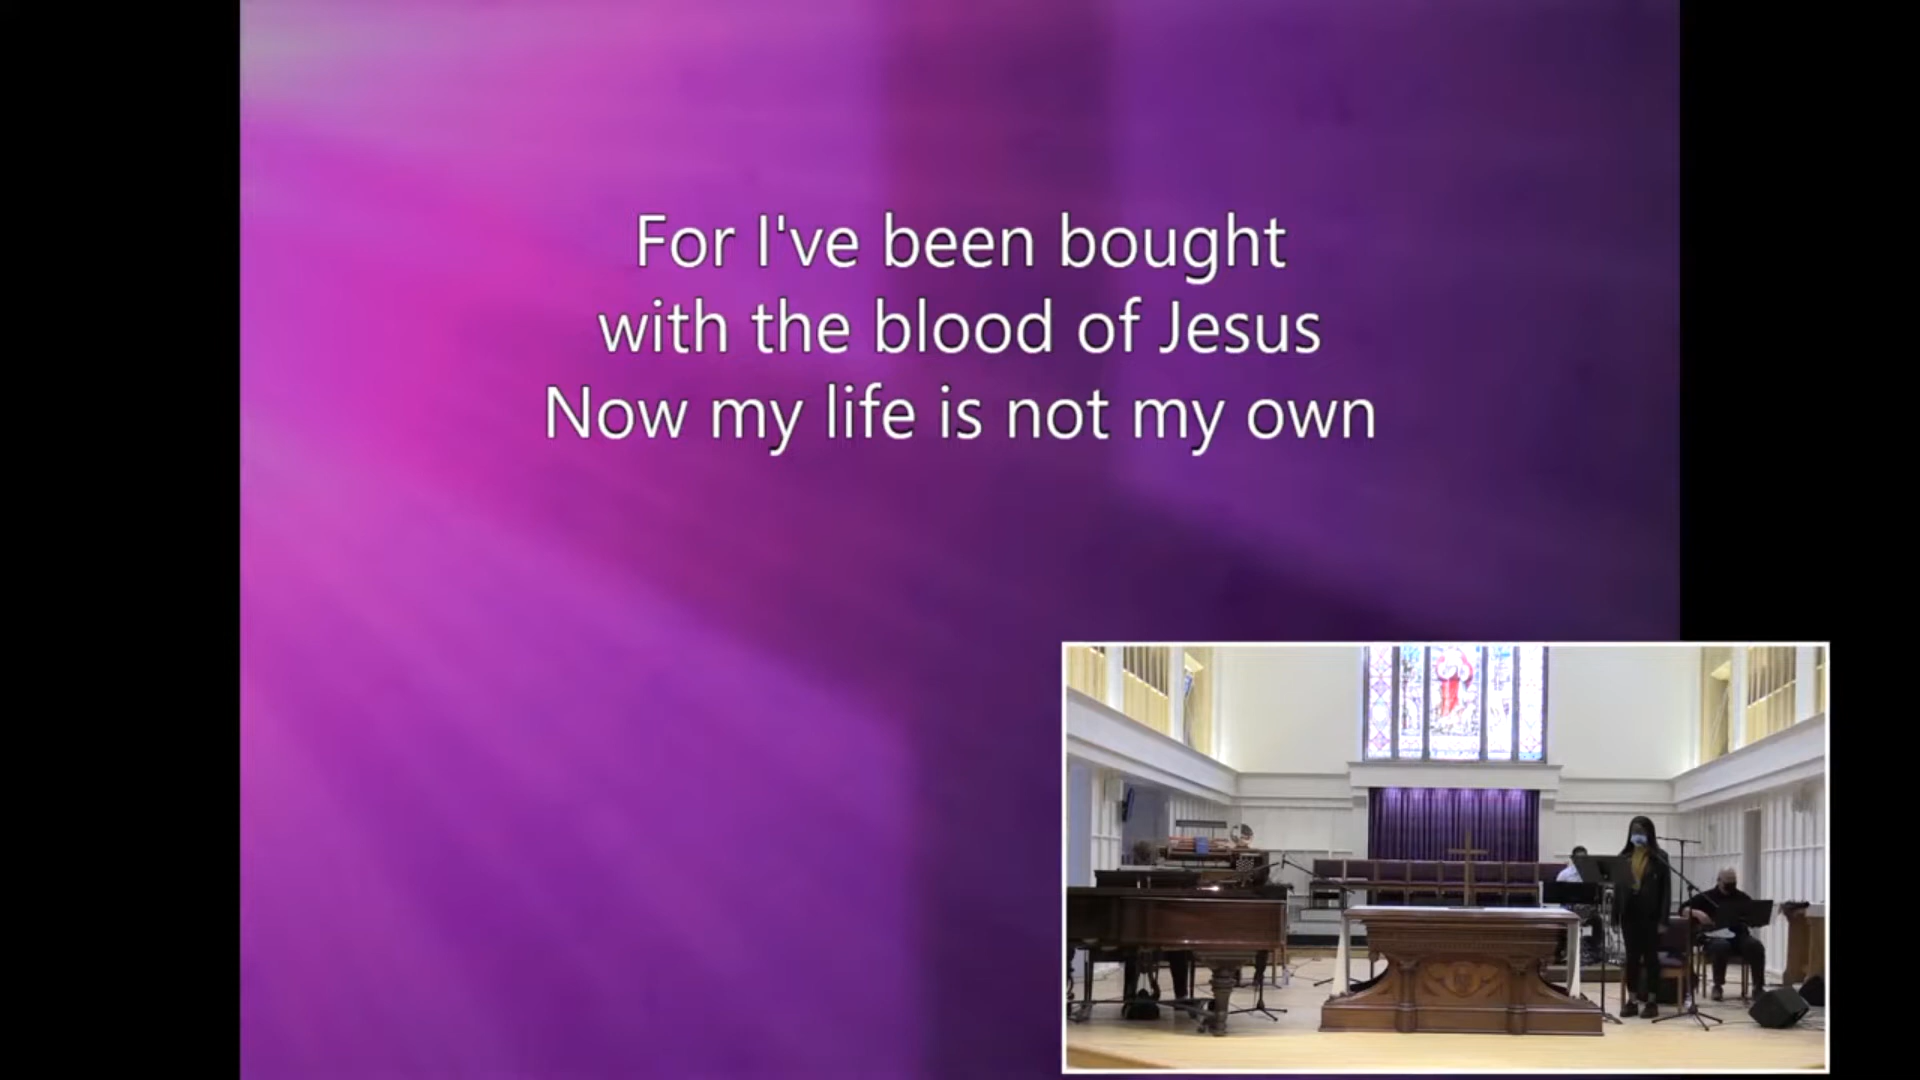 For I've been bought
with the blood of Jesus
Now my life is not my own